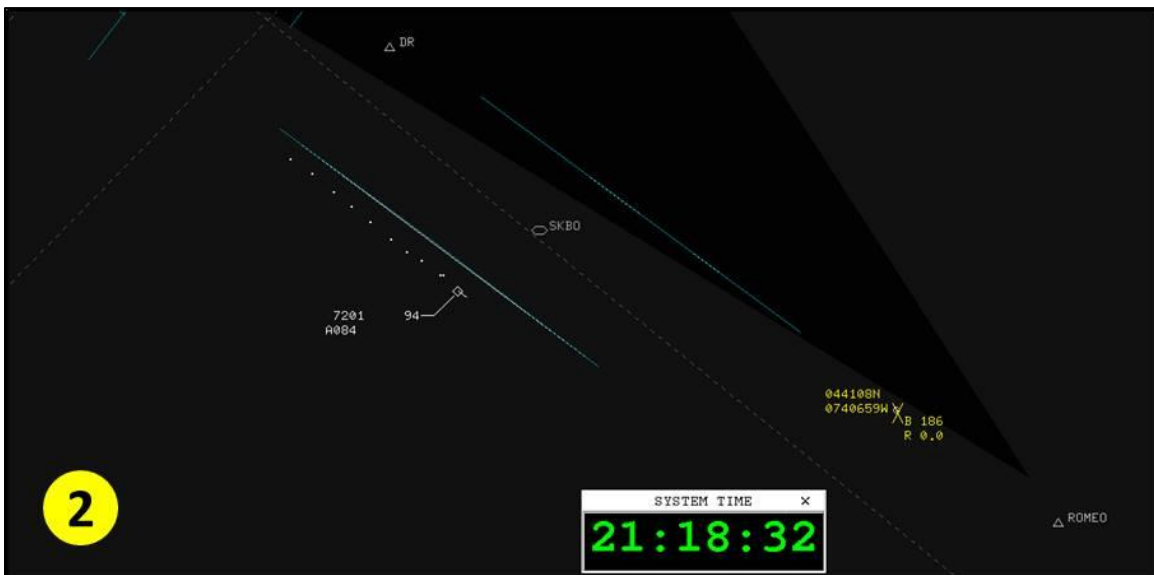 DR
SKBO
7201 94
A084
044108N
0740659W
B 186
R 0.0
SYSTEM TIME ×
21:18:32
ROMEO
2